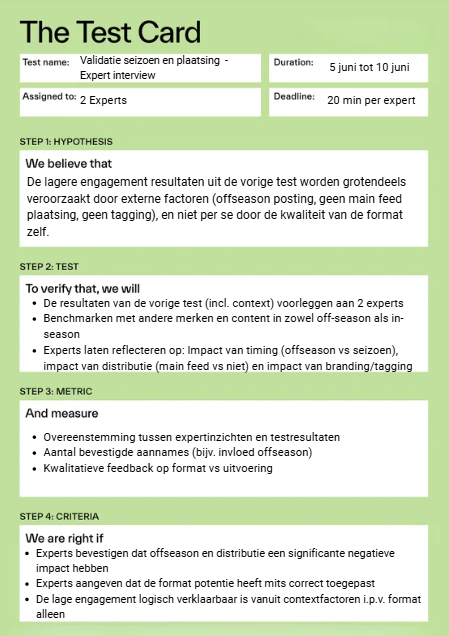 The Test Card
Test name: Validatie seizoen en plaatsing -
Expert interview
Duration: 5 juni tot 10 juni
Assigned to: 2 Experts
Deadline: 20 min per expert
STEP 1: HYPOTHESIS
We believe that
De lagere engagement resultaten uit de vorige test worden grotendeels
veroorzaakt door externe factoren (offseason posting, geen main feed
plaatsing, geen tagging), en niet per se door de kwaliteit van de format
zelf.
STEP 2: TEST
To verify that, we will
• De resultaten van de vorige test (incl. context) voorleggen aan 2 experts
• Benchmarken met andere merken en content in zowel off-season als in-
season
• Experts laten reflecteren op: Impact van timing (offseason vs seizoen),
impact van distributie (main feed vs niet) en impact van branding/tagging
STEP 3: METRIC
And measure
• Overeenstemming tussen expertinzichten en testresultaten
• Aantal bevestigde aannames (bijv. invloed offseason)
• Kwalitatieve feedback op format vs uitvoering
STEP 4: CRITERIA
We are right if
• Experts bevestigen dat offseason en distributie een significante negatieve
impact hebben
• Experts aangeven dat de format potentie heeft mits correct toegepast
• De lage engagement logisch verklaarbaar is vanuit contextfactoren i.p.v. format
alleen